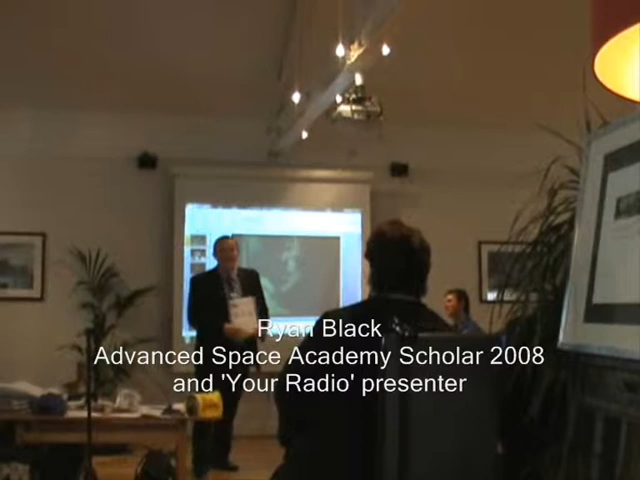 Ryan Black
Advanced Space Academy Scholar 2008
and 'Your Radio' presenter